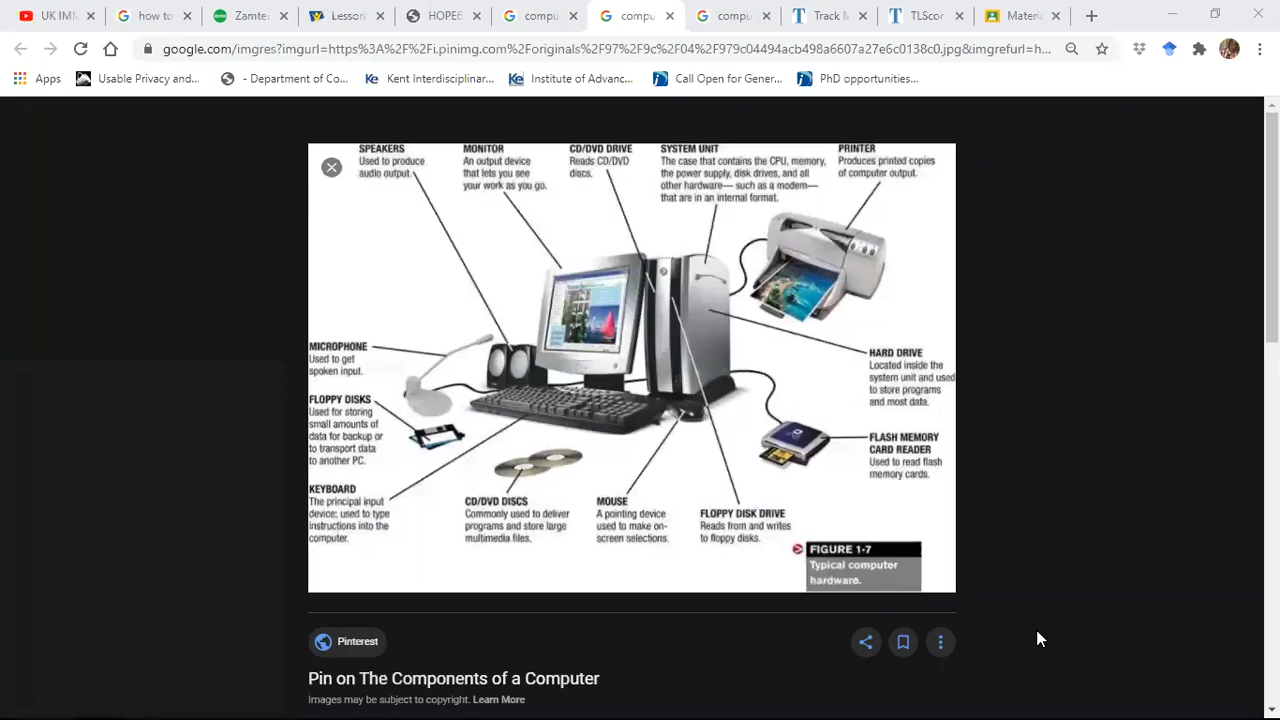 UK IMM
how to
Zamtel
Lesson
HOPE6
compu
compu
compu
Track M
TLScon
Materia
google.com/imgres?imgurl=https%3A%2F%2Fi.pinimg.com%2Foriginals%2F97%2F9c%2F04%2F979c04494acb498a6607a27e6c0138c0.jpg&imgrefurl=h...
Apps
Usable Privacy and...
- Department of Co...
Kent Interdisciplinar...
Institute of Advanc...
Call Open for Gener...
PhD opportunities...
SPEAKERS
Used to produce
audio output.
MONITOR
An output device
that lets you see
your work as you go.
CD/DVD DRIVE
Reads CD/DVD
discs.
SYSTEM UNIT
The case that contains the CPU, memory,
the power supply, disk drives, and all
other hardware— such as a modem—
that are in an internal format.
PRINTER
Produces printed copies
of computer output.
MICROPHONE
Used to get
spoken input.
HARD DRIVE
Located inside the
system unit and used
to store programs
and most data.
FLOPPY DISKS
Used for storing
small amounts of
data for backup or
to transport data
to another PC.
FLASH MEMORY
CARD READER
Used to read flash
memory cards.
KEYBOARD
The principal input
device; used to type
instructions into the
computer.
CD/DVD DISCS
Commonly used to deliver
programs and store large
multimedia files.
MOUSE
A pointing device
used to make on-
screen selections.
FLOPPY DISK DRIVE
Reads from and writes
to floppy disks.
FIGURE 1-7
Typical computer
hardware.
Pinterest
Pin on The Components of a Computer
Images may be subject to copyright. Learn More